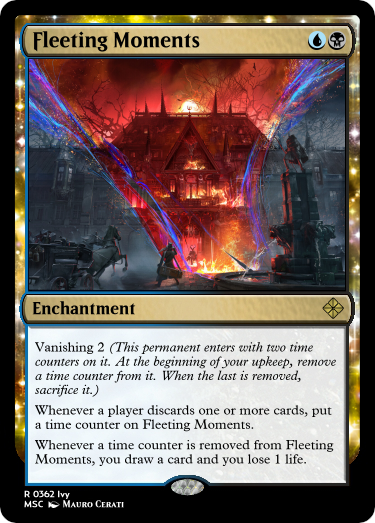 Fleeting Moments
Enchantment
Vanishing 2 (This permanent enters with two time
counters on it. At the beginning of your upkeep, remove
a time counter from it. When the last is removed,
sacrifice it.)
Whenever a player discards one or more cards, put
a time counter on Fleeting Moments.
Whenever a time counter is removed from Fleeting
Moments, you draw a card and you lose 1 life.
R 0362 Ivy
MSC Mauro Cerati